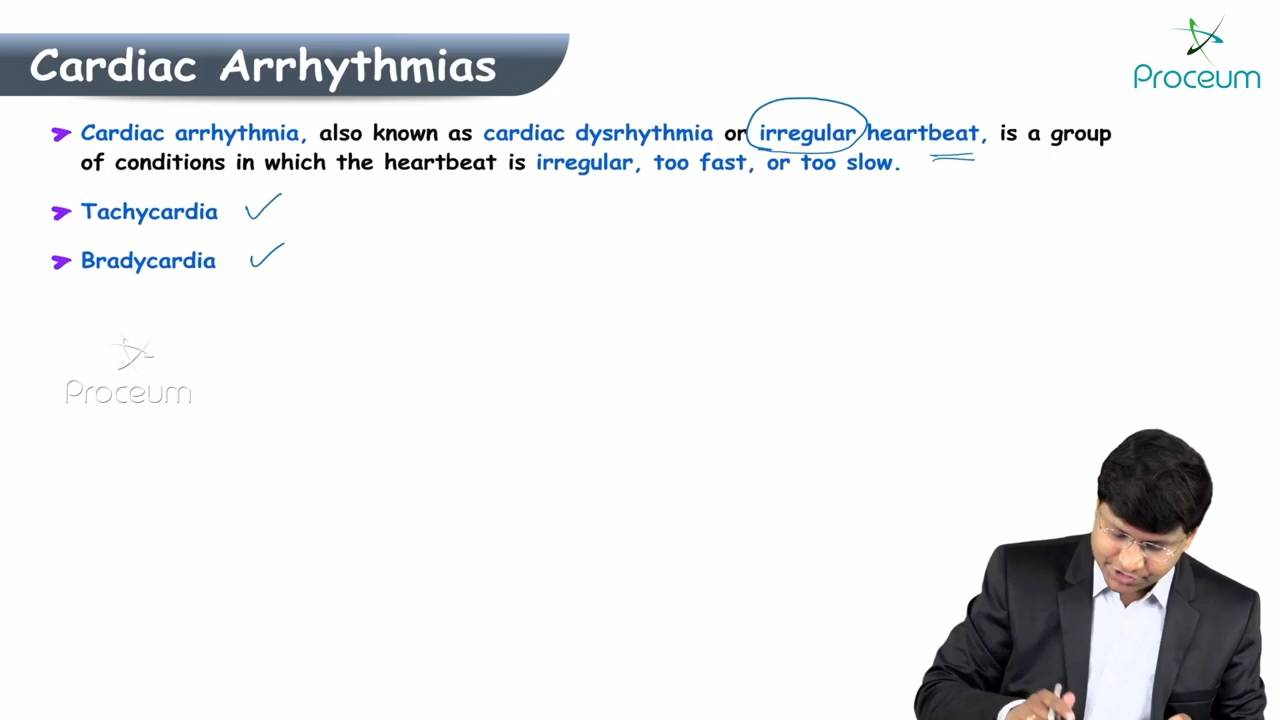 Cardiac Arrhythmias
Proceum
Cardiac arrhythmia, also known as cardiac dysrhythmia or irregular heartbeat, is a group
of conditions in which the heartbeat is irregular, too fast, or too slow.
Tachycardia
Bradycardia
Proceum